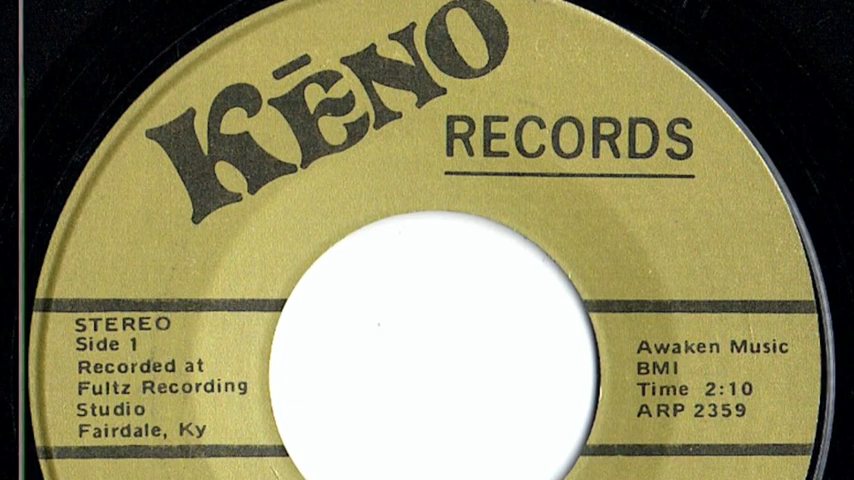 KĒNO
RECORDS
STEREO
Side 1
Recorded at
Fultz Recording
Studio
Fairdale, Ky
Awaken Music
BMI
Time 2:10
ARP 2359